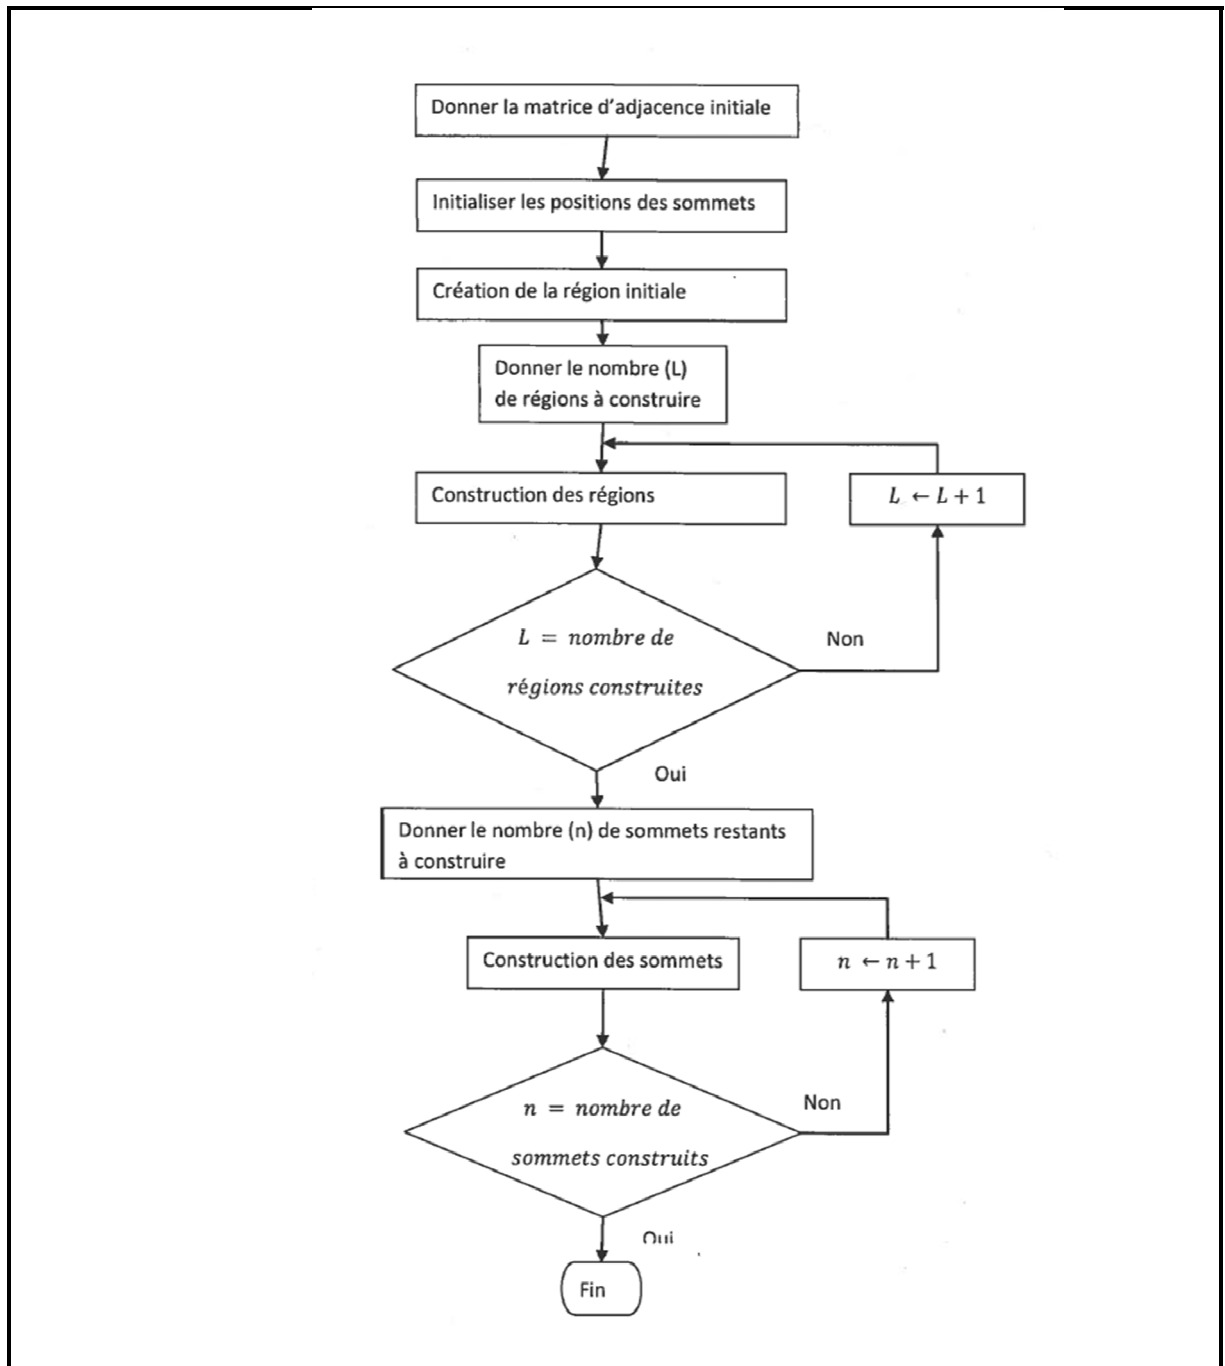 Donner la matrice d'adjacence initiale
Initialiser les positions des sommets
Création de la région initiale
Donner le nombre (L)
de régions à construire
Construction des régions
L ← L + 1
L = nombre de
régions construites
Non
Oui
Donner le nombre (n) de sommets restants
à construire
Construction des sommets
n ← n + 1
n = nombre de
sommets construits
Non
Oui
Fin